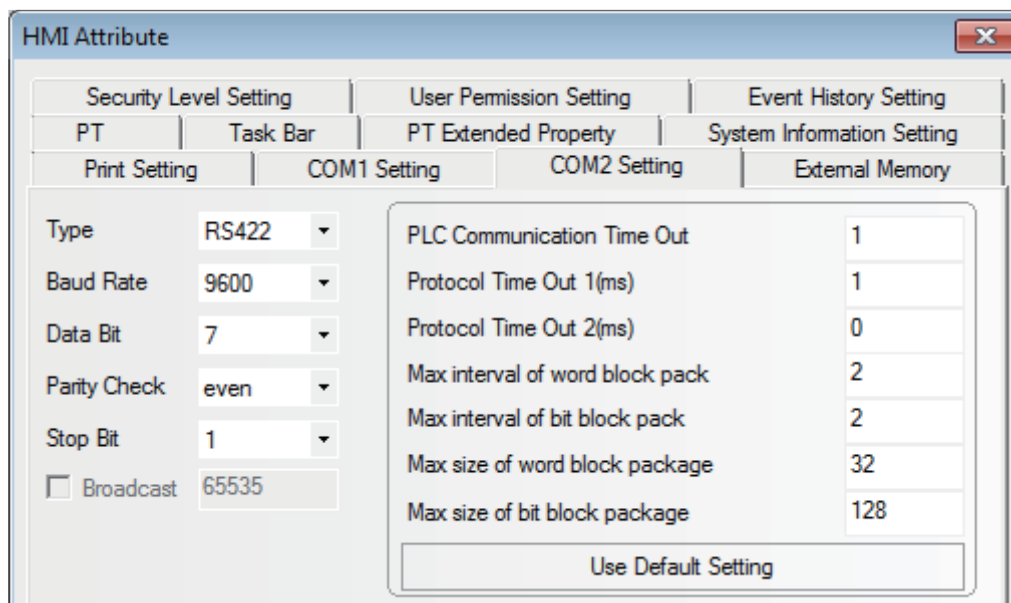 HMI Attribute
Security Level Setting
User Permission Setting
Event History Setting
PT
Task Bar
PT Extended Property
System Information Setting
Print Setting
COM1 Setting
COM2 Setting
External Memory
Type
RS422
Baud Rate
9600
Data Bit
7
Parity Check
even
Stop Bit
1
Broadcast
65535
PLC Communication Time Out
1
Protocol Time Out 1(ms)
1
Protocol Time Out 2(ms)
0
Max interval of word block pack
2
Max interval of bit block pack
2
Max size of word block package
32
Max size of bit block package
128
Use Default Setting